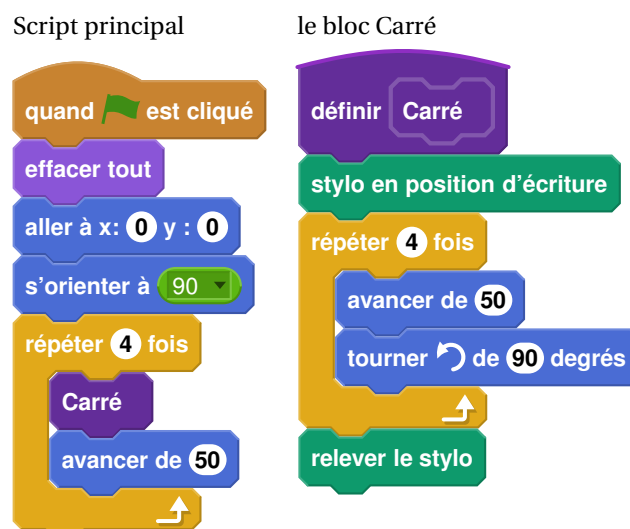 Script principal
quand est cliqué
effacer tout
aller à x: 0 y : 0
s'orienter à 90
répéter 4 fois
Carré
avancer de 50
le bloc Carré
définir Carré
stylo en position d'écriture
répéter 4 fois
avancer de 50
tourner de 90 degrés
relever le stylo